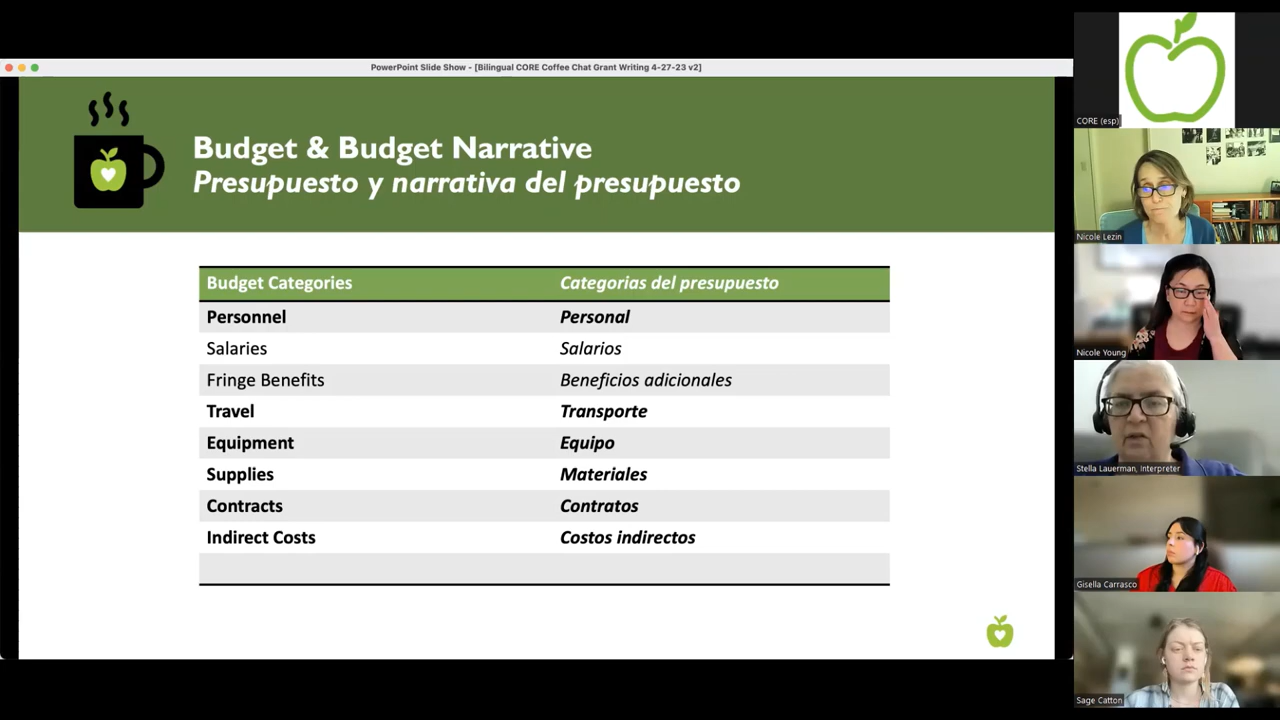 PowerPoint Slide Show - [Bilingual CORE Coffee Chat Grant Writing 4-27-23 v2]
Budget & Budget Narrative
Presupuesto y narrativa del presupuesto
Budget Categories Categorias del presupuesto
Personnel Personal
Salaries Salarios
Fringe Benefits Beneficios adicionales
Travel Transporte
Equipment Equipo
Supplies Materiales
Contracts Contratos
Indirect Costs Costos indirectos
CORE (esp)
Nicole Lezin
Nicole Young
Stella Lauerman, Interpreter
Gisella Carrasco
Sage Catton